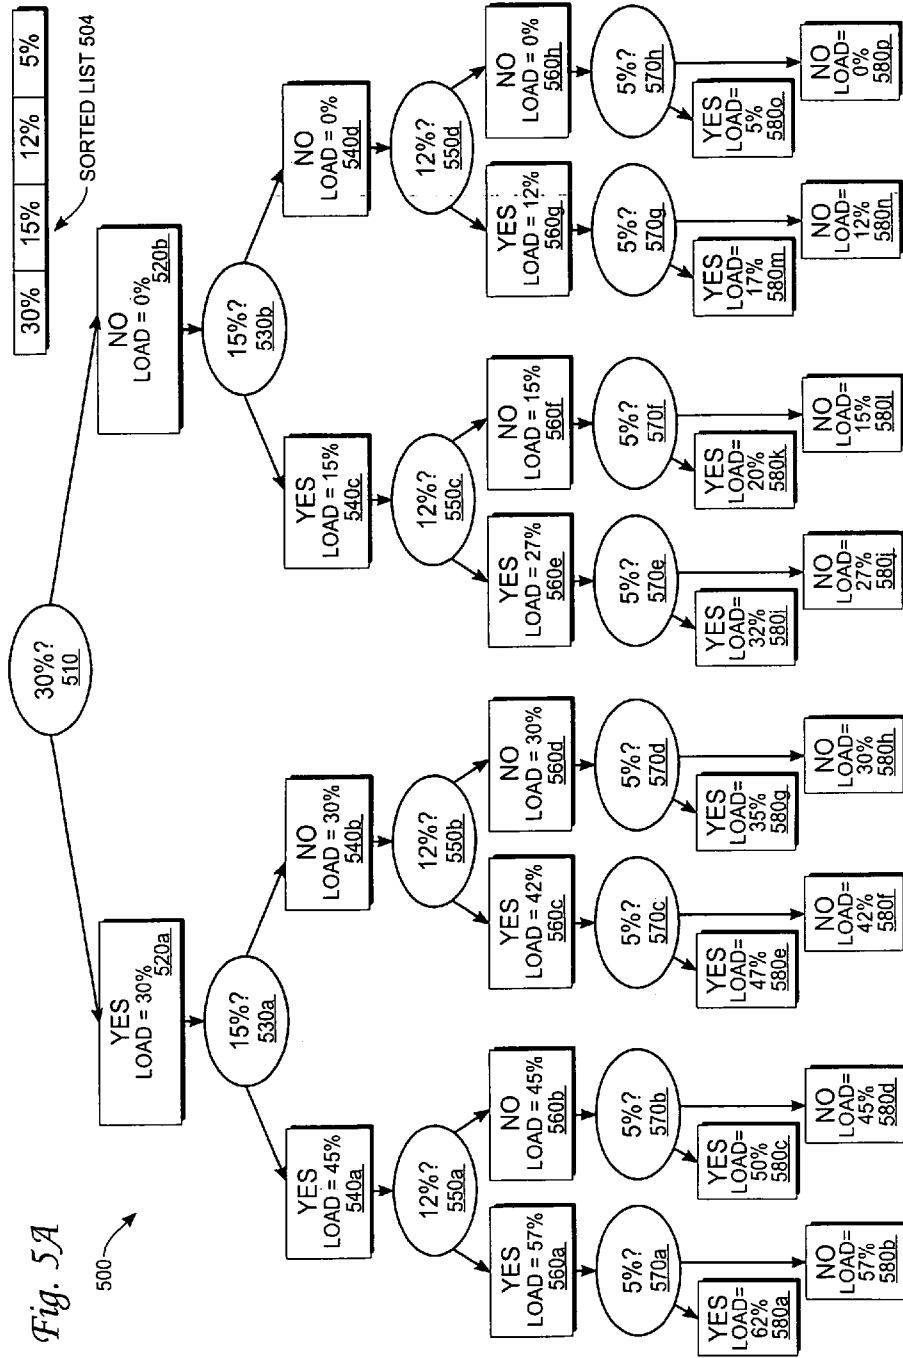 Fig. 5A
500
30% 15% 12% 5%
SORTED LIST 504
30%?
510
YES
LOAD = 30%
520a
NO
LOAD = 0%
520b
15%?
530a
15%?
530b
YES
LOAD = 45%
540a
NO
LOAD = 30%
540b
YES
LOAD = 15%
540c
NO
LOAD = 0%
540d
12%?
550a
12%?
550b
12%?
550c
12%?
550d
YES
LOAD = 57%
560a
NO
LOAD = 45%
560b
YES
LOAD = 42%
560c
NO
LOAD = 30%
560d
YES
LOAD = 27%
560e
NO
LOAD = 15%
560f
YES
LOAD = 12%
560g
NO
LOAD = 0%
560h
5%?
570a
5%?
570b
5%?
570c
5%?
570d
5%?
570e
5%?
570f
5%?
570g
5%?
570h
YES
LOAD=
62%
580a
NO
LOAD=
57%
580b
YES
LOAD=
50%
580c
NO
LOAD=
45%
580d
YES
LOAD=
47%
580e
NO
LOAD=
42%
580f
YES
LOAD=
35%
580g
NO
LOAD=
30%
580h
YES
LOAD=
32%
580i
NO
LOAD=
27%
580j
YES
LOAD=
20%
580k
NO
LOAD=
15%
580l
YES
LOAD=
17%
580m
NO
LOAD=
12%
580n
YES
LOAD=
5%
580o
NO
LOAD=
0%
580p